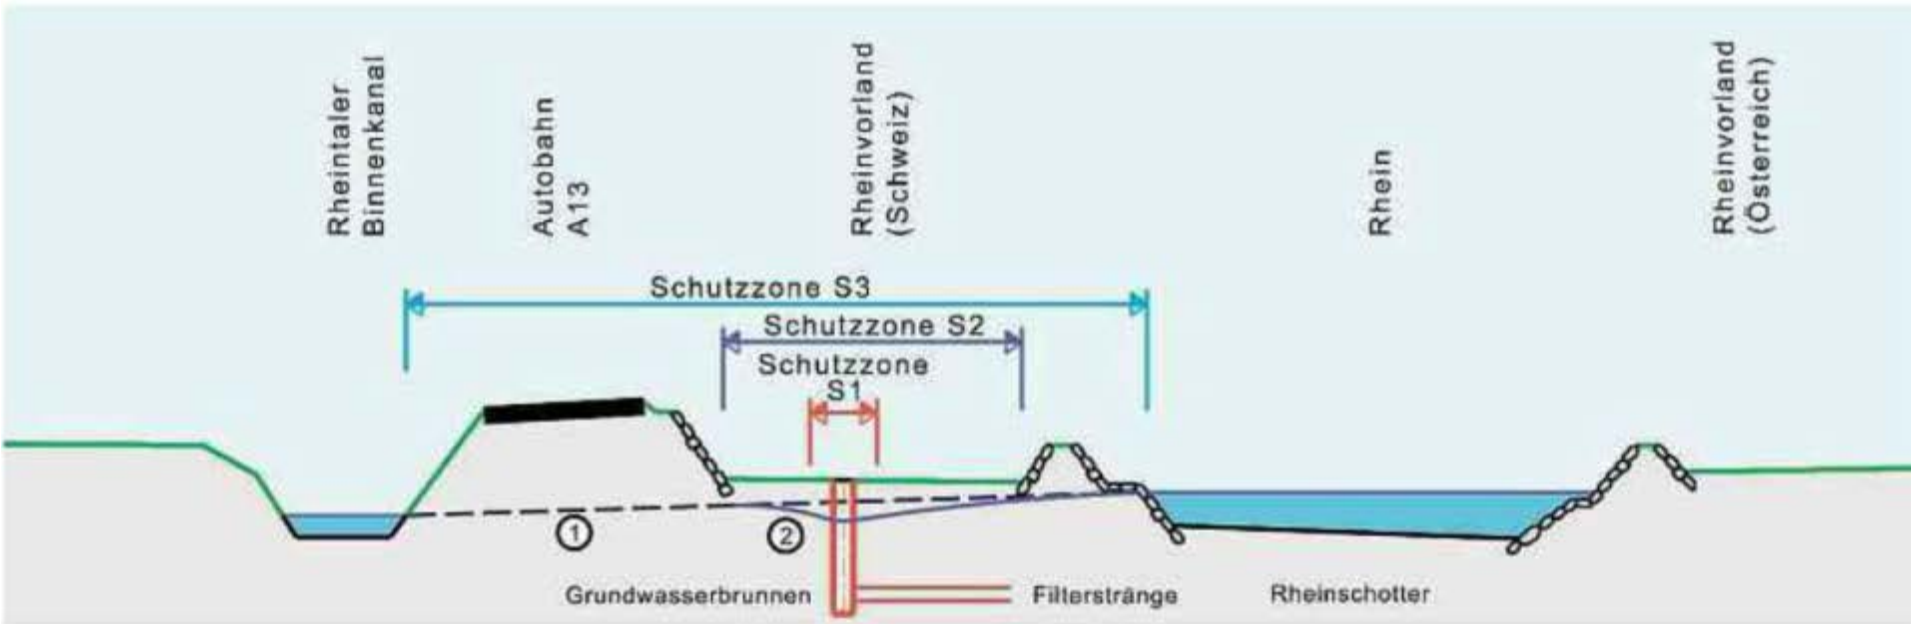 Rheintaler
Binnenkanal
Autobahn
A13
Rheinvorland
(Schweiz)
Rhein
Rheinvorland
(Österreich)
Schutzzone S3
Schutzzone S2
Schutzzone
S1
1
2
Grundwasserbrunnen
Filterstränge
Rheinschotter